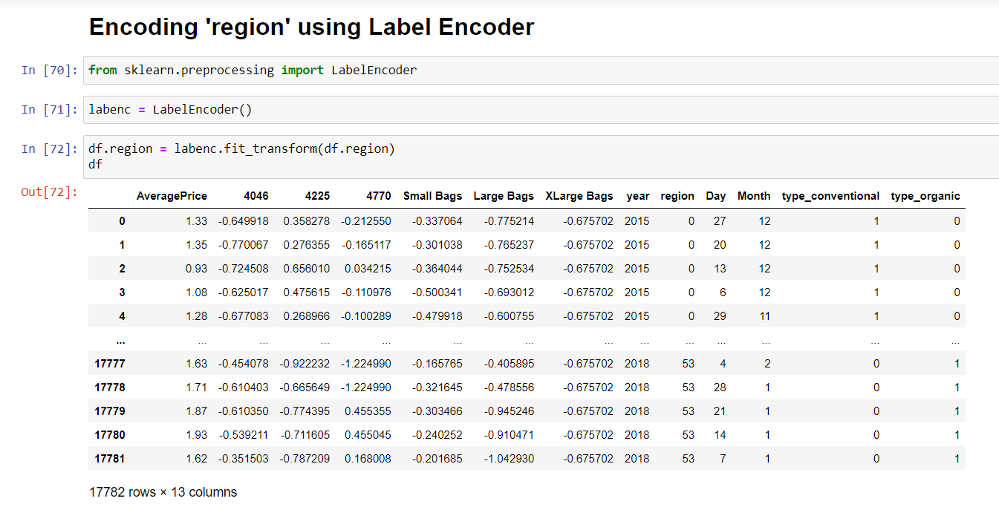 Encoding 'region' using Label Encoder
In [70]: from sklearn.preprocessing import LabelEncoder
In [71]: labenc = LabelEncoder()
In [72]: df.region = labenc.fit_transform(df.region)
df
Out[72]:
AveragePrice 4046 4225 4770 Small Bags Large Bags XLarge Bags year region Day Month type_conventional type_organic
0 1.33 -0.649918 0.358278 -0.212550 -0.337064 -0.775214 -0.675702 2015 0 27 12 1 0
1 1.35 -0.770067 0.276355 -0.165117 -0.301038 -0.765237 -0.675702 2015 0 20 12 1 0
2 0.93 -0.724508 0.656010 0.034215 -0.364044 -0.752534 -0.675702 2015 0 13 12 1 0
3 1.08 -0.625017 0.475615 -0.110976 -0.500341 -0.693012 -0.675702 2015 0 6 12 1 0
4 1.28 -0.677083 0.268966 -0.100289 -0.479918 -0.600755 -0.675702 2015 0 29 11 1 0
... ... ... ... ... ... ... ... ... ... ... ... ... ...
17777 1.63 -0.454078 -0.922232 -1.224990 -0.165765 -0.405895 -0.675702 2018 53 4 2 0 1
17778 1.71 -0.610403 -0.665649 -1.224990 -0.321645 -0.478556 -0.675702 2018 53 28 1 0 1
17779 1.87 -0.610350 -0.774395 0.455355 -0.303466 -0.945246 -0.675702 2018 53 21 1 0 1
17780 1.93 -0.539211 -0.711605 0.455045 -0.240252 -0.910471 -0.675702 2018 53 14 1 0 1
17781 1.62 -0.351503 -0.787209 0.168008 -0.201685 -1.042930 -0.675702 2018 53 7 1 0 1
17782 rows × 13 columns